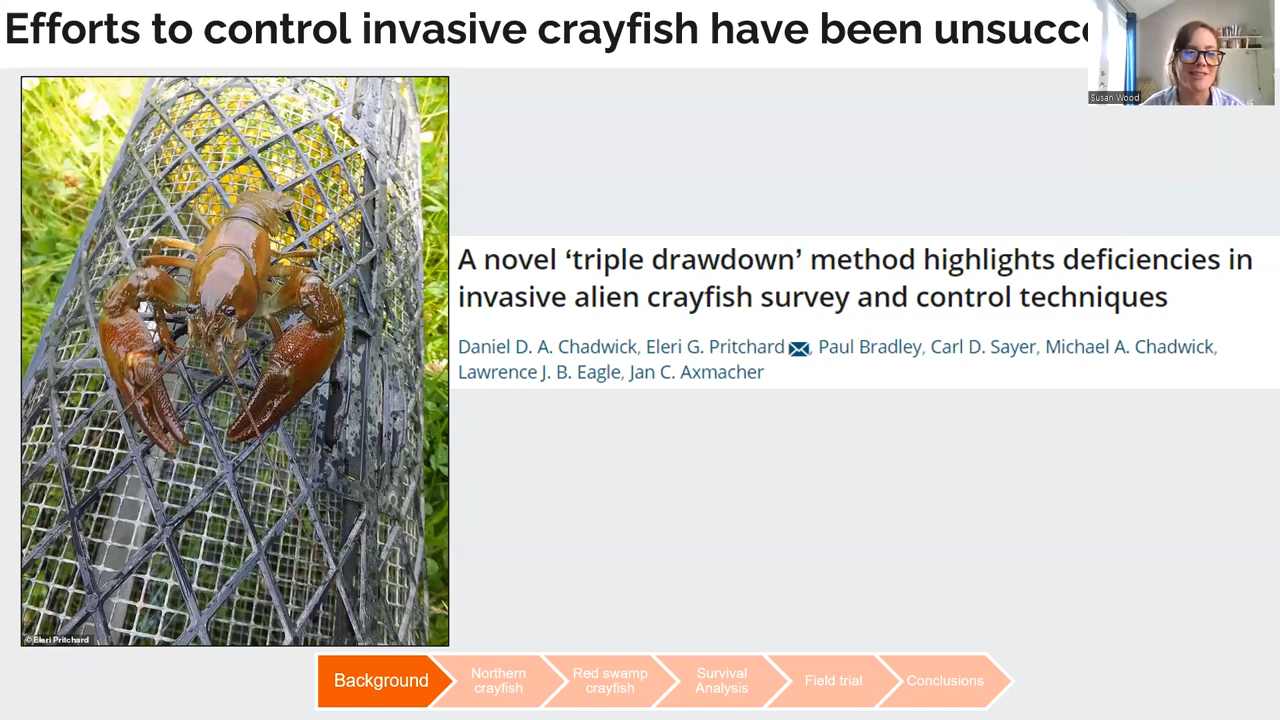 Efforts to control invasive crayfish have been unsucc
Susan Wood
A novel ‘triple drawdown’ method highlights deficiencies in
invasive alien crayfish survey and control techniques
Daniel D. A. Chadwick, Eleri G. Pritchard, Paul Bradley, Carl D. Sayer, Michael A. Chadwick,
Lawrence J. B. Eagle, Jan C. Axmacher
© Eleri Pritchard
Background
Northern
crayfish
Red swamp
crayfish
Survival
Analysis
Field trial
Conclusions